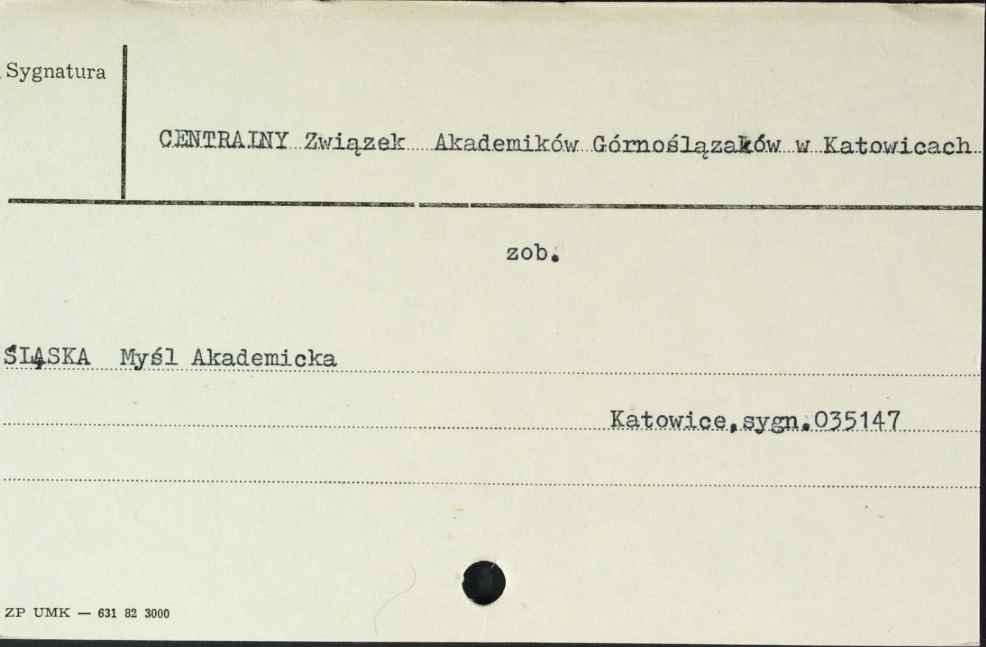 Sygnatura
CENTRALNY Związek Akademików Górnoślązaków w Katowicach
zob.
ŚLĄSKA Myśl Akademicka
Katowice,sygn.035147
ZP UMK — 631 82 3000